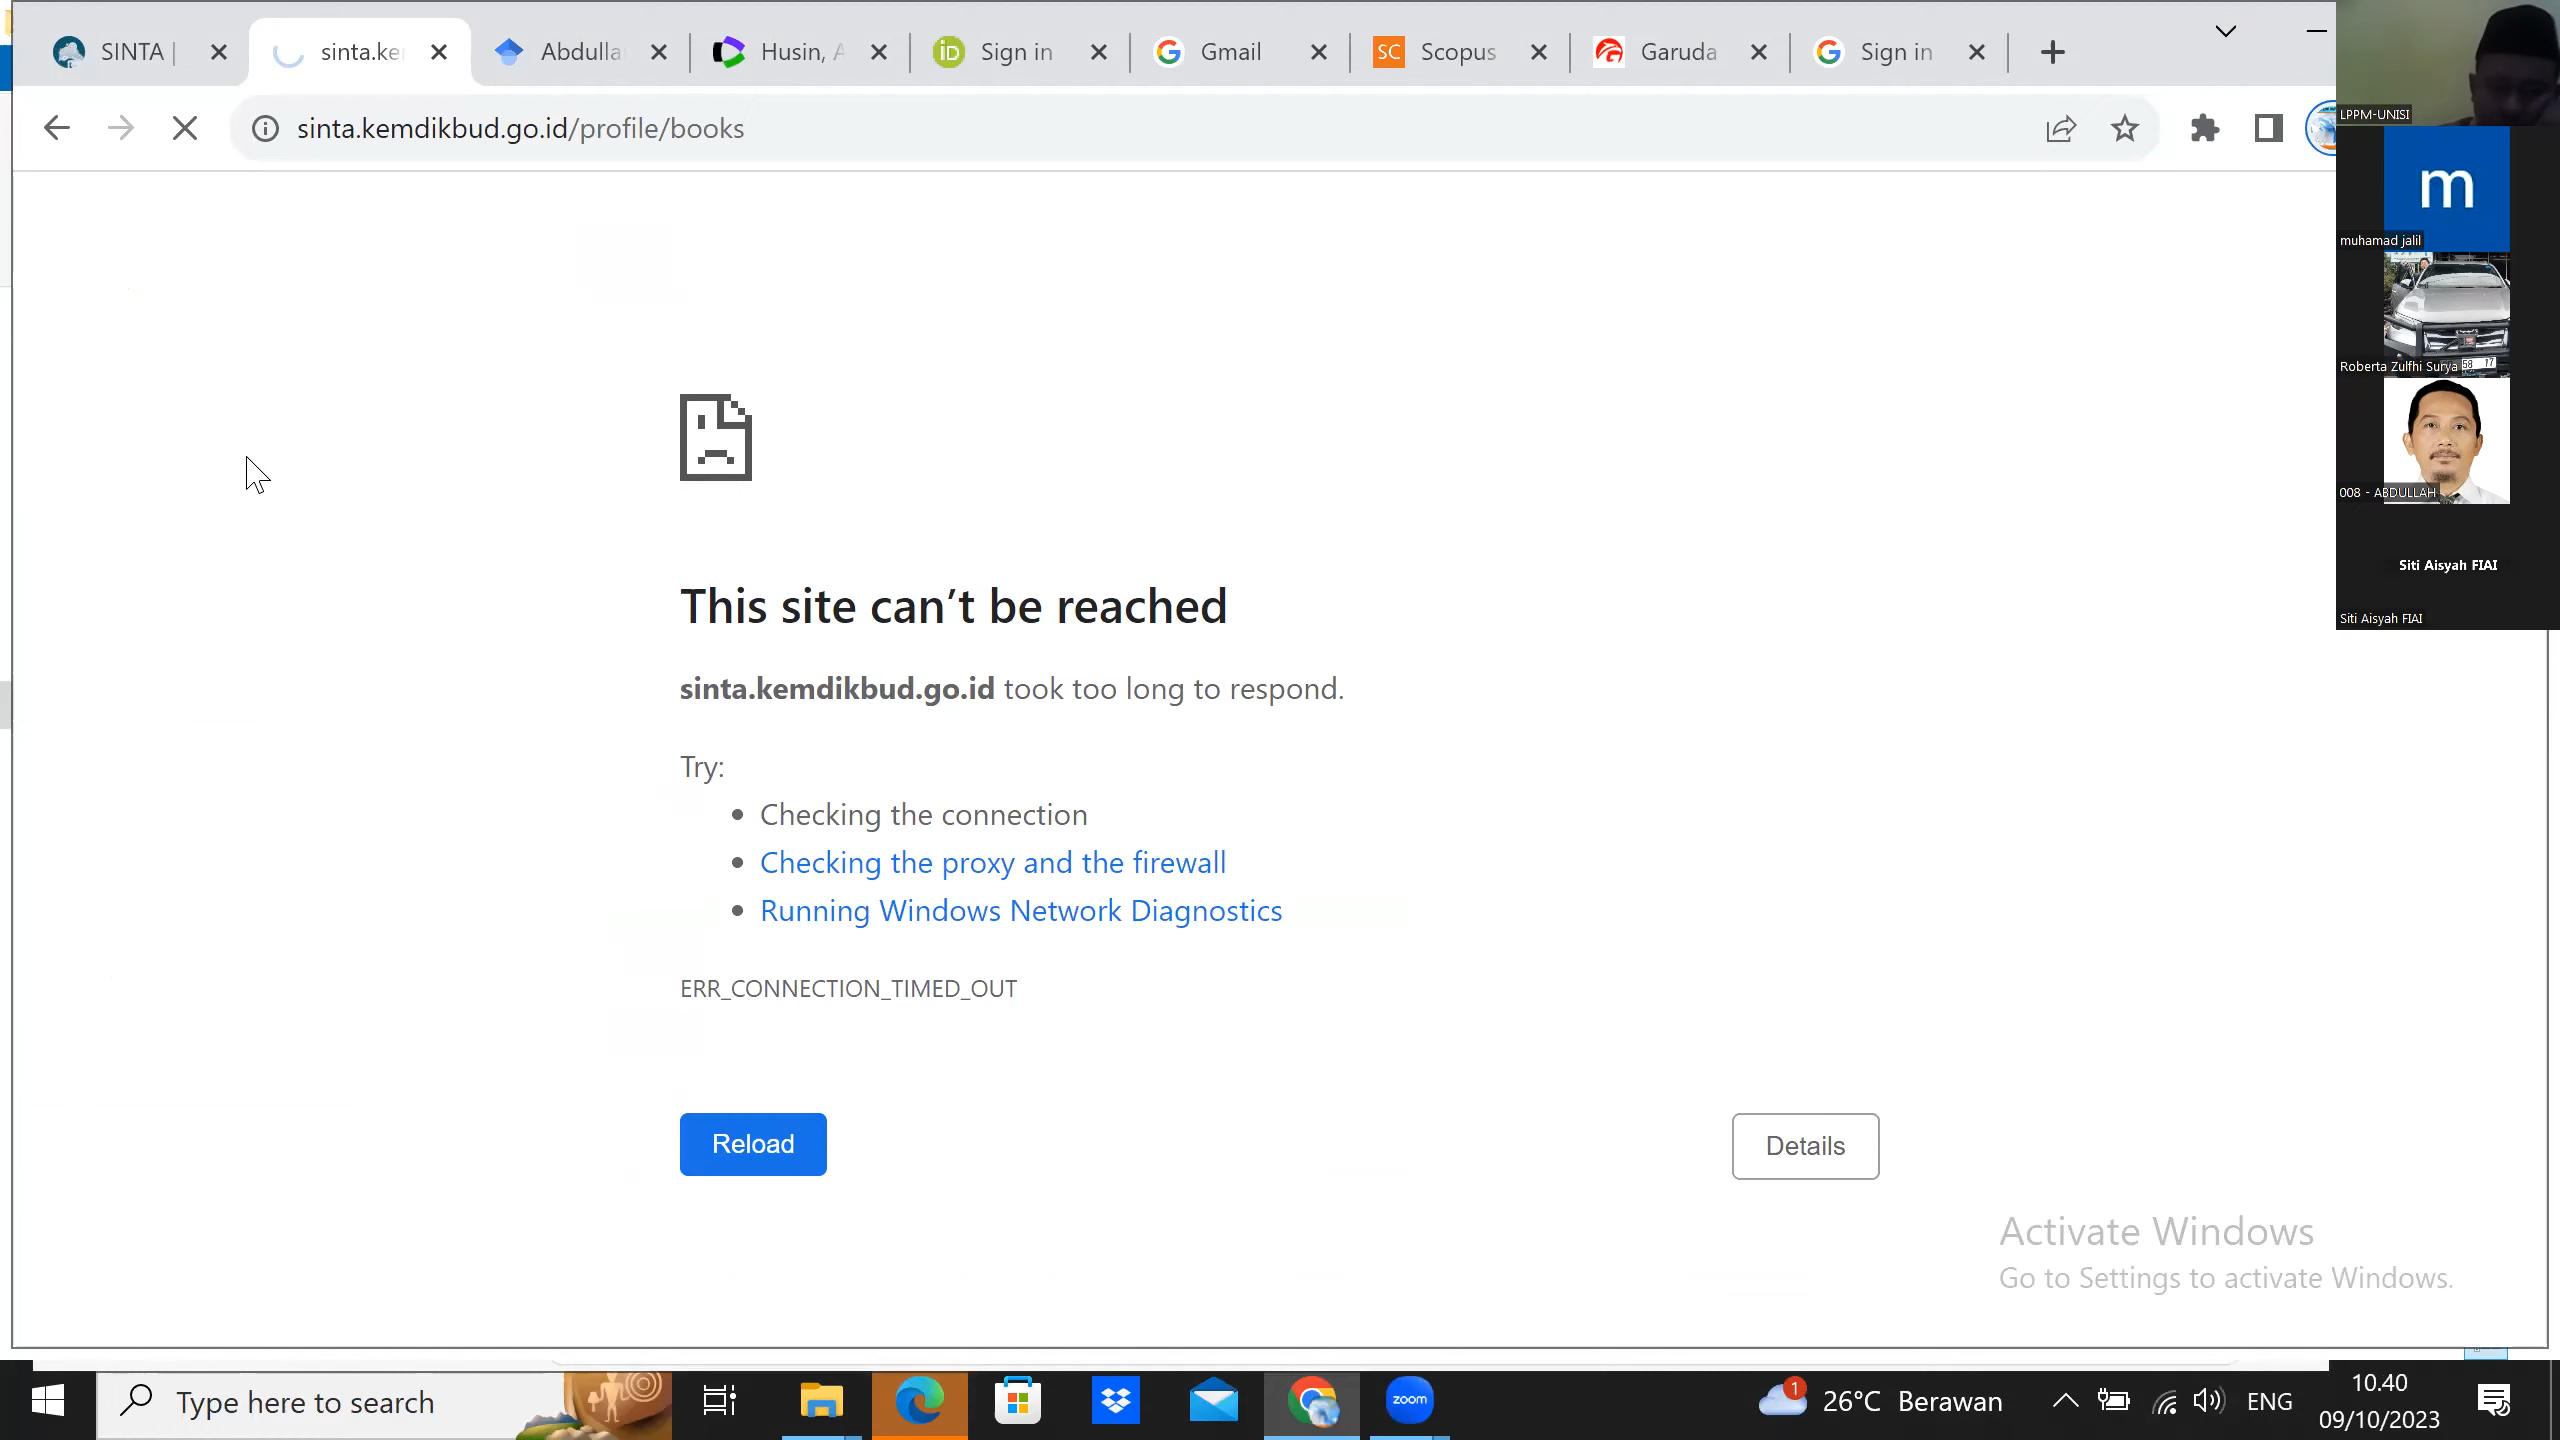 SINTA |
sinta.ke
Abdulla
Husin, A
Sign in
Gmail
Scopus
Garuda
Sign in
sinta.kemdikbud.go.id/profile/books
LPPM-UNISI
m
muhamad jalil
Roberta Zulfhi Surya
008 - ABDULLAH
Siti Aisyah FIAI
Siti Aisyah FIAI
This site can’t be reached
sinta.kemdikbud.go.id took too long to respond.
Try:
• Checking the connection
• Checking the proxy and the firewall
• Running Windows Network Diagnostics
ERR_CONNECTION_TIMED_OUT
Reload
Details
Activate Windows
Go to Settings to activate Windows.
Type here to search
SC
iD
zoom
1
26°C Berawan
ENG
10.40
09/10/2023